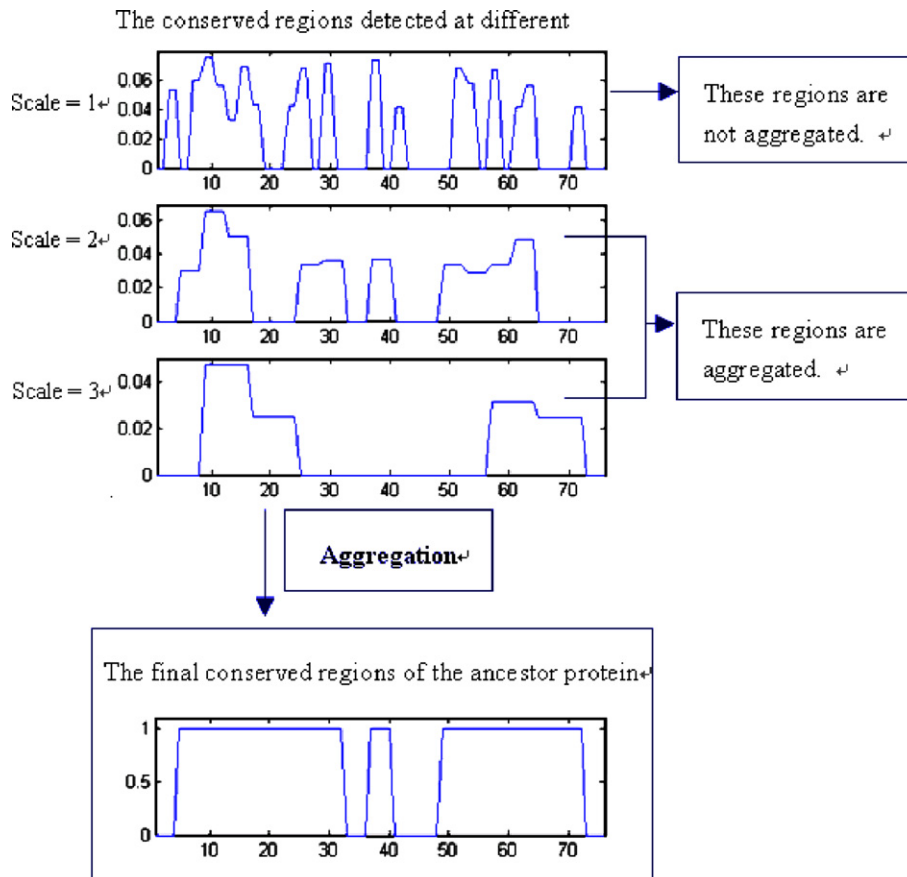 The conserved regions detected at different
Scale = 1↵
0.06
0.04
0.02
0
10 20 30 40 50 60 70
These regions are
not aggregated. ↵
Scale = 2↵
0.06
0.04
0.02
0
10 20 30 40 50 60 70
These regions are
aggregated. ↵
Scale = 3↵
0.04
0.02
0
10 20 30 40 50 60 70
Aggregation↵
The final conserved regions of the ancestor protein↵
1
0.5
0
10 20 30 40 50 60 70